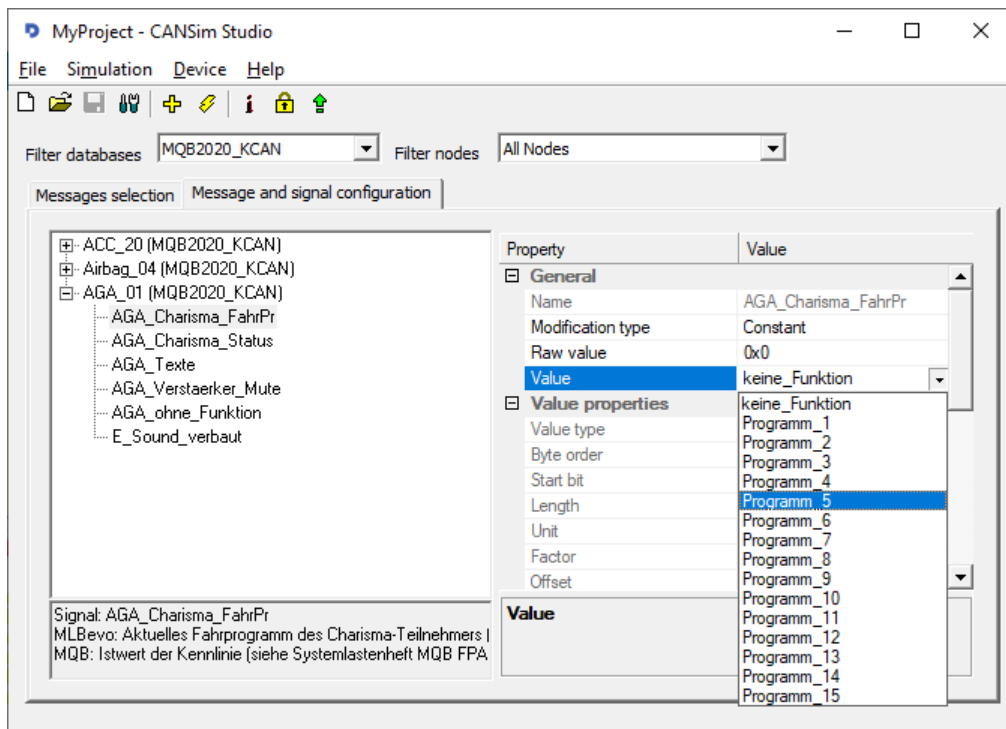 MyProject - CANSim Studio
File Simulation Device Help
Filter databases MQB2020_KCAN Filter nodes All Nodes
Messages selection Message and signal configuration
ACC_20 (MQB2020_KCAN)
Airbag_04 (MQB2020_KCAN)
AGA_01 (MQB2020_KCAN)
AGA_Charisma_FahrPr
AGA_Charisma_Status
AGA_Texte
AGA_Verstaerker_Mute
AGA_ohne_Funktion
E_Sound_verbaut
Signal: AGA_Charisma_FahrPr
MLBevo: Aktuelles Fahrprogramm des Charisma-Teilnehmers (
MQB: Istwert der Kennlinie (siehe Systemlastenheft MQB FPA
Property Value
General
Name AGA_Charisma_FahrPr
Modification type Constant
Raw value 0x0
Value keine_Funktion
Value properties
Value type
Byte order
Start bit
Length
Unit
Factor
Offset
keine_Funktion
Programm_1
Programm_2
Programm_3
Programm_4
Programm_5
Programm_6
Programm_7
Programm_8
Programm_9
Programm_10
Programm_11
Programm_12
Programm_13
Programm_14
Programm_15
Value